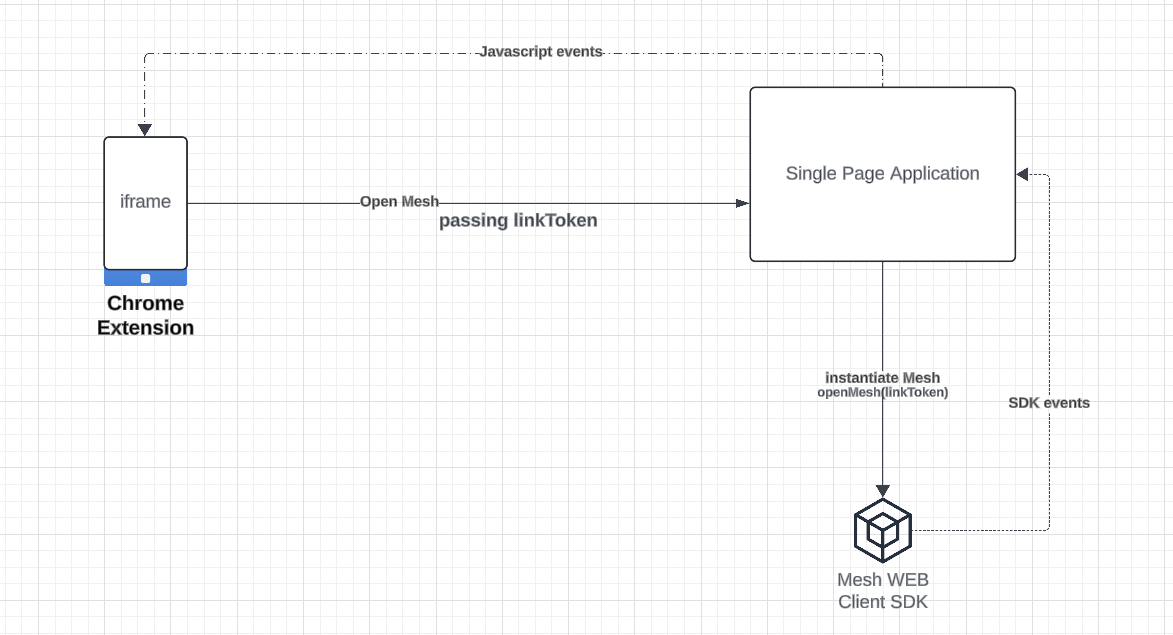 Javascript events
iframe
Open Mesh
passing linkToken
Single Page Application
Chrome
Extension
instantiate Mesh
openMesh(linkToken)
SDK events
Mesh WEB
Client SDK